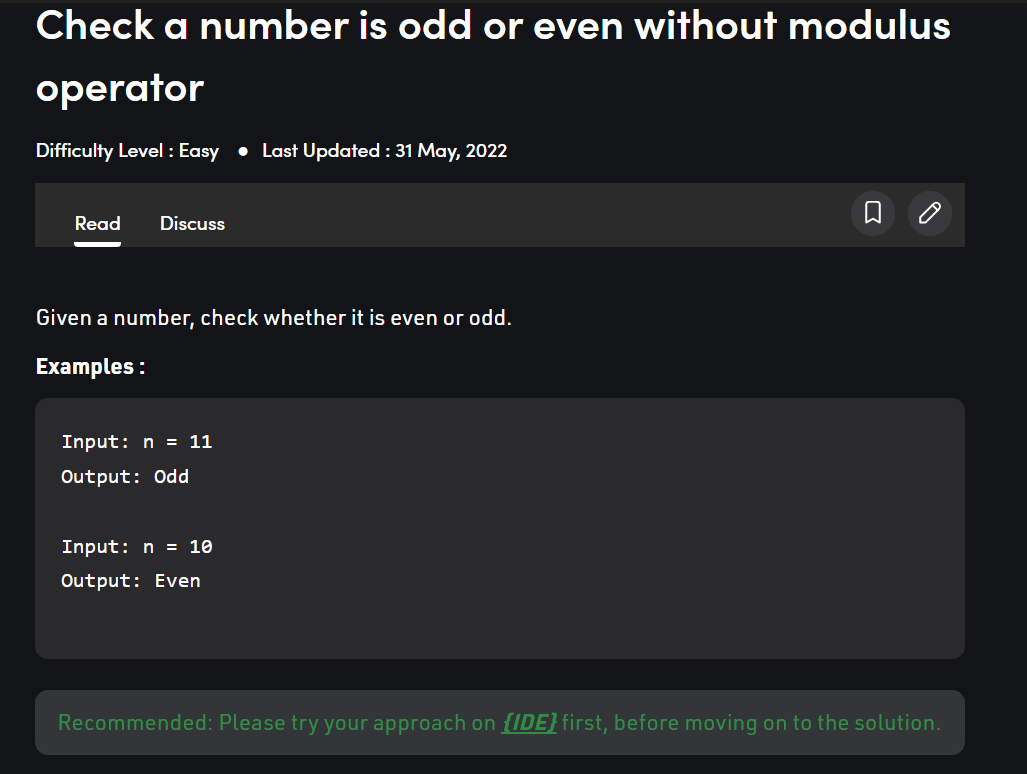 Check a number is odd or even without modulus
operator
Difficulty Level : Easy ● Last Updated : 31 May, 2022
Read Discuss
Given a number, check whether it is even or odd.
Examples :
Input: n = 11
Output: Odd
Input: n = 10
Output: Even
Recommended: Please try your approach on {IDE} first, before moving on to the solution.